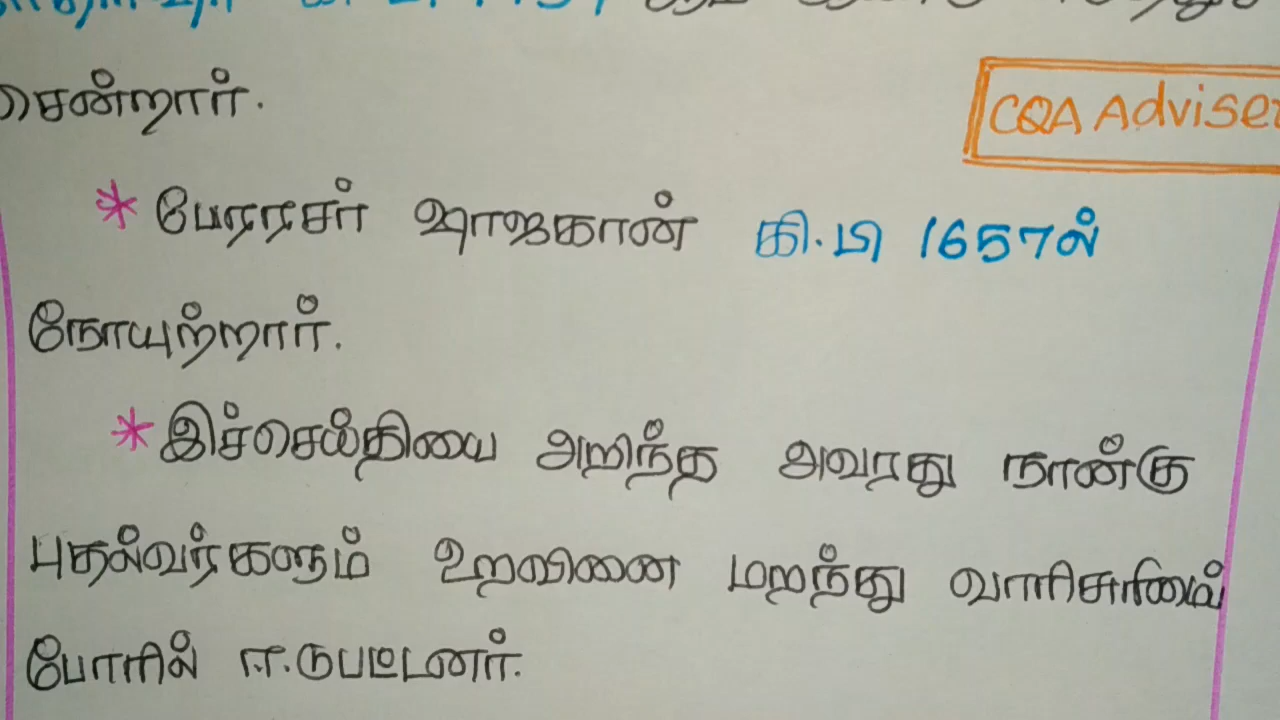 சென்றார்.
CQA Adviser
* பேரரசர் ஷாஜகான் கி.பி 1657ல்
நோயுற்றார்.
* இச்செய்தியை அறிந்த அவரது நான்கு
புதல்வர்களும் உறவினை மறந்து வாரிசுரிமைப்
போரில் ஈடுபட்டனர்.